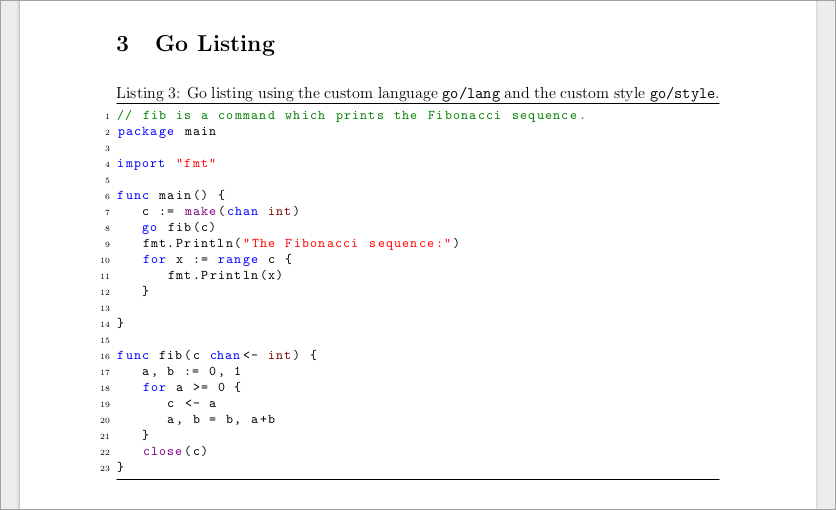 3 Go Listing
Listing 3: Go listing using the custom language go/lang and the custom style go/style.
1 // fib is a command which prints the Fibonacci sequence.
2 package main
3
4 import "fmt"
5
6 func main() {
7    c := make(chan int)
8    go fib(c)
9    fmt.Println("The Fibonacci sequence:")
10    for x := range c {
11       fmt.Println(x)
12    }
13
14 }
15
16 func fib(c chan<- int) {
17    a, b := 0, 1
18    for a >= 0 {
19       c <- a
20       a, b = b, a+b
21    }
22    close(c)
23 }